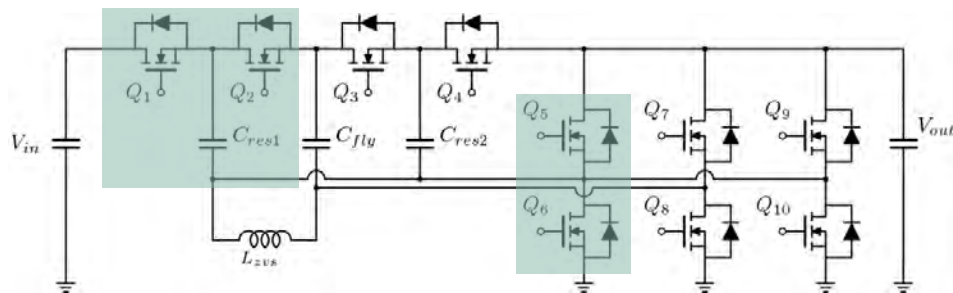 Q1 Q2 Q3 Q4
Q5 Q7 Q9
Vin Cres1 Cfly Cres2 Vout
Q6 Q8 Q10
Lzvs